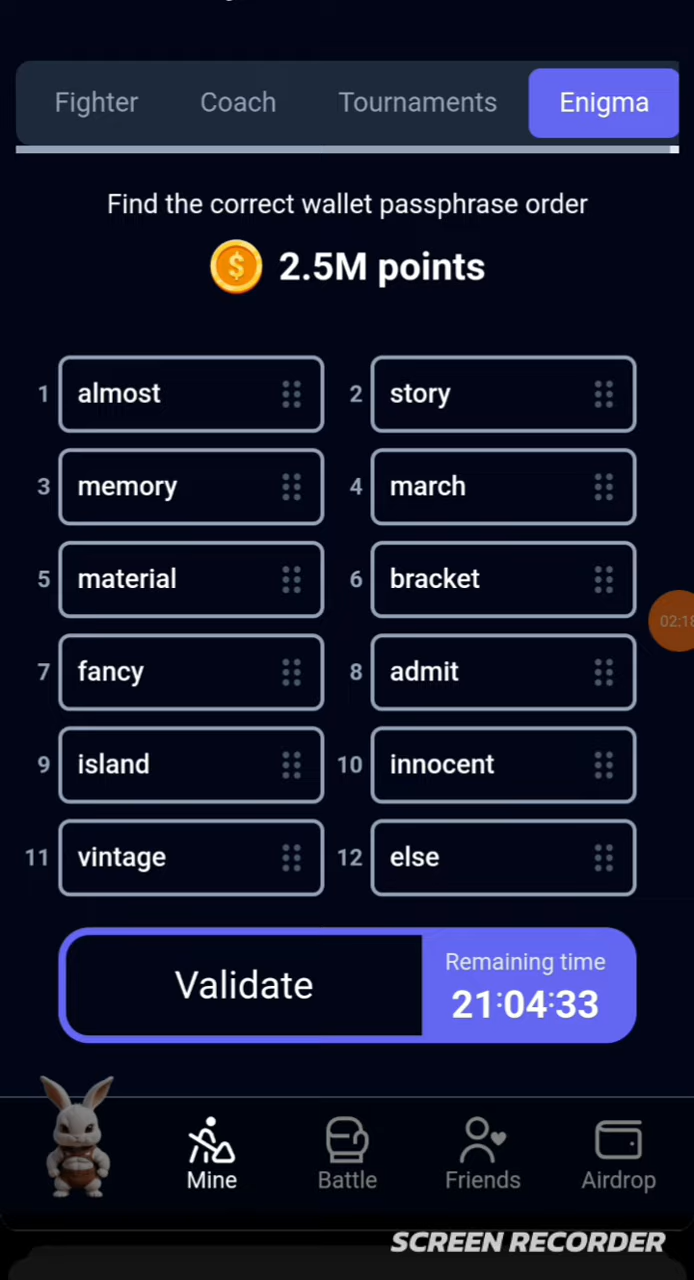 Fighter Coach Tournaments Enigma
Find the correct wallet passphrase order
$ 2.5M points
1 almost 2 story
3 memory 4 march
5 material 6 bracket
7 fancy 8 admit
02:18
9 island 10 innocent
11 vintage 12 else
Validate
Remaining time
21:04:33
Mine Battle Friends Airdrop
SCREEN RECORDER